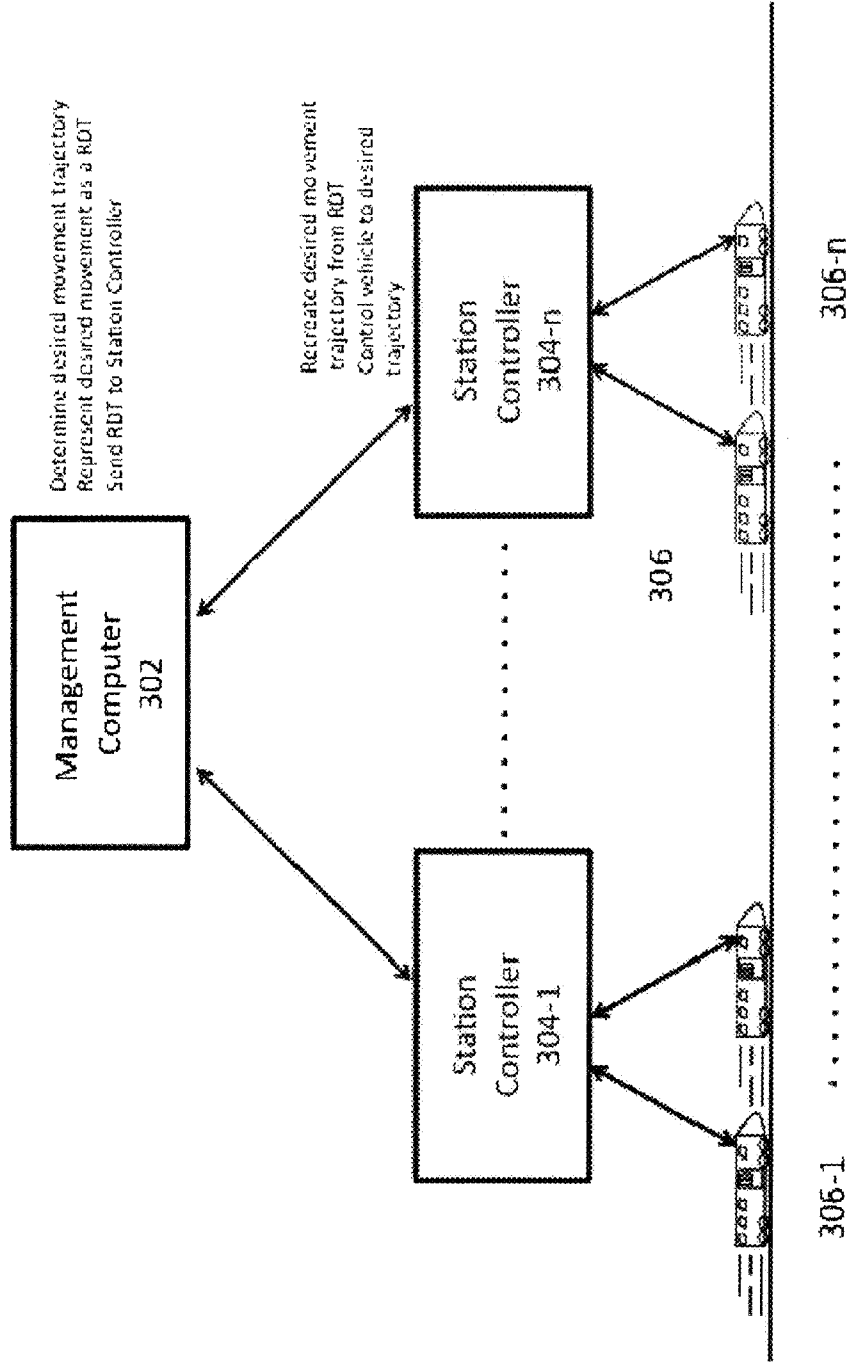 Management
Computer
302
Determine desired movement trajectory
Represent desired movement as a RDT
Send RDT to Station Controller
Recreate desired movement
trajectory from RDT
Control vehicle to desired
trajectory
Station
Controller
304-1
Station
Controller
304-n
306
306-1
306-n